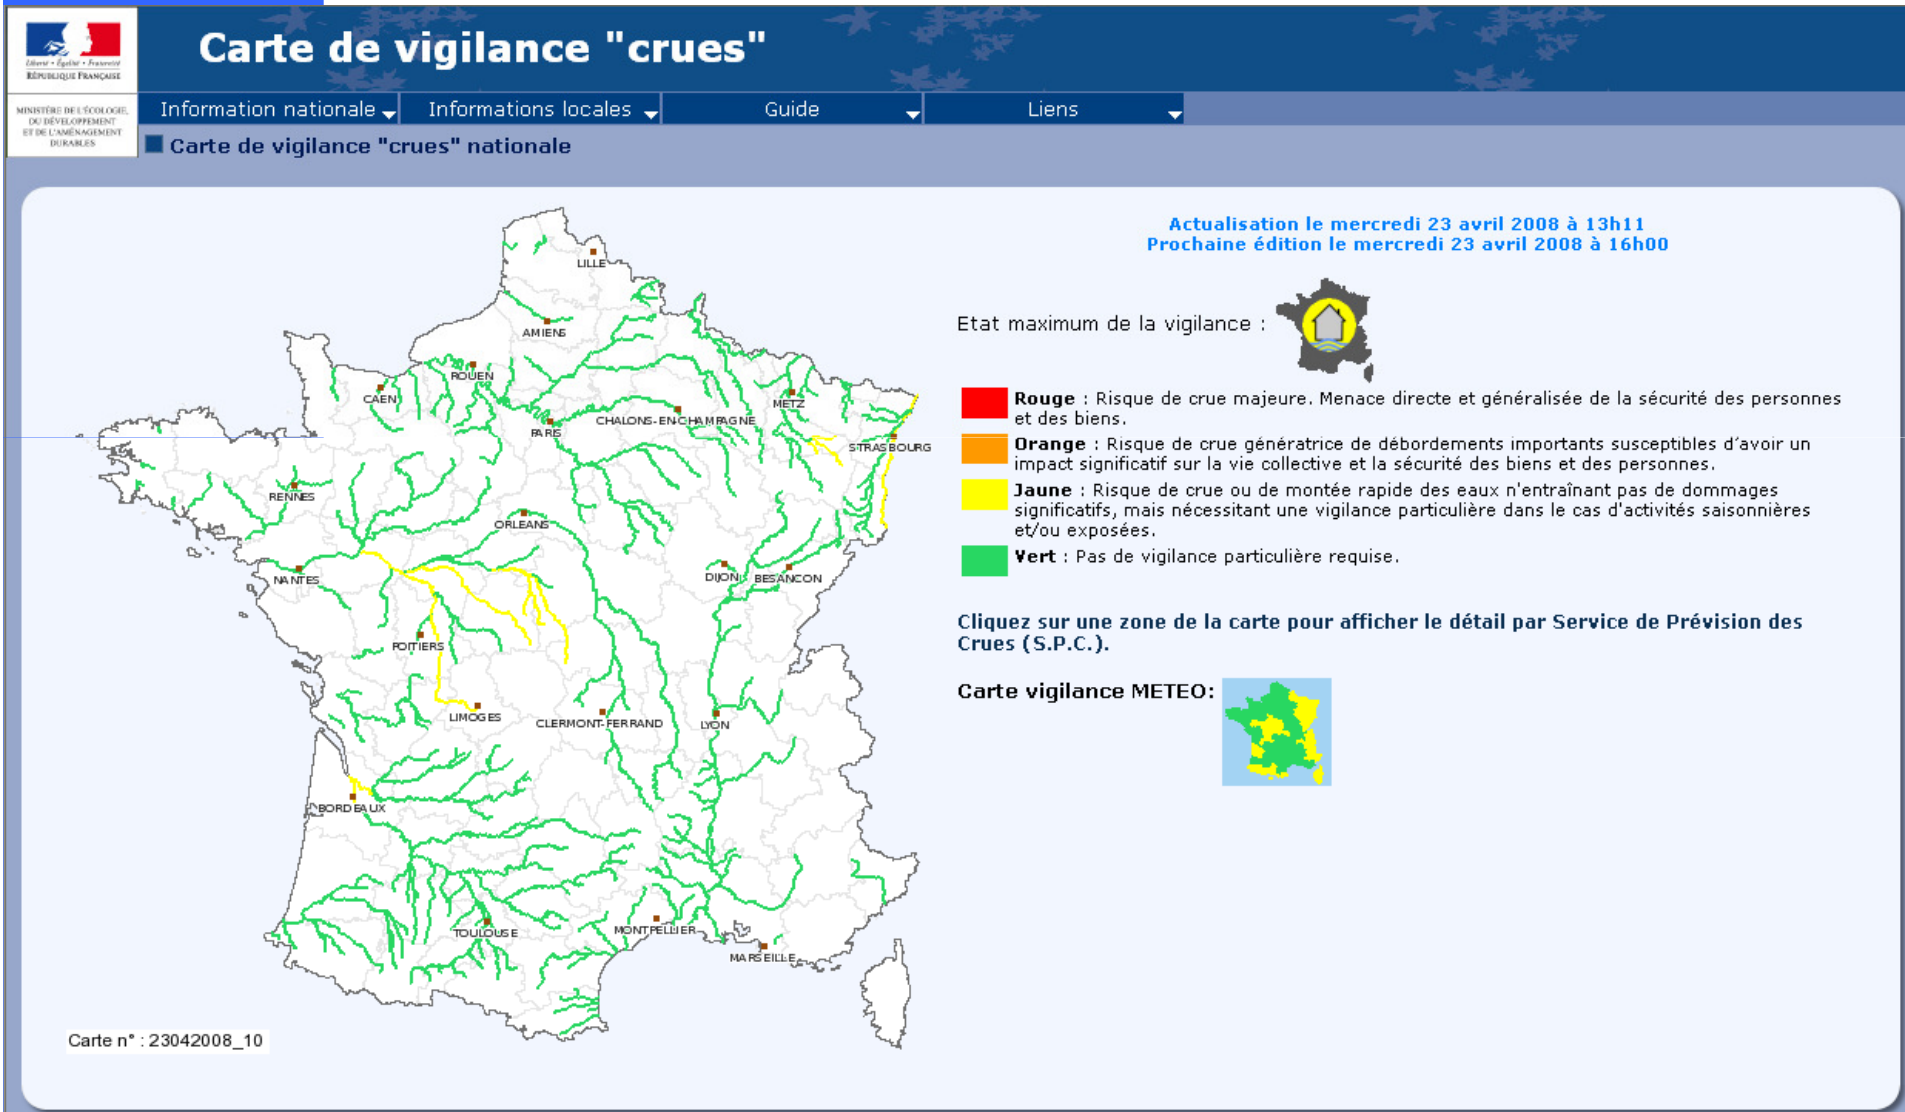 Carte de vigilance "crues"
Liberté • Égalité • Fraternité
RÉPUBLIQUE FRANÇAISE
MINISTÈRE DE L'ÉCOLOGIE,
DU DÉVELOPPEMENT
ET DE L'AMÉNAGEMENT
DURABLES
Information nationale
Informations locales
Guide
Liens
Carte de vigilance "crues" nationale
Actualisation le mercredi 23 avril 2008 à 13h11
Prochaine édition le mercredi 23 avril 2008 à 16h00
Etat maximum de la vigilance :
Rouge : Risque de crue majeure. Menace directe et généralisée de la sécurité des personnes
et des biens.
Orange : Risque de crue génératrice de débordements importants susceptibles d'avoir un
impact significatif sur la vie collective et la sécurité des biens et des personnes.
Jaune : Risque de crue ou de montée rapide des eaux n'entraînant pas de dommages
significatifs, mais nécessitant une vigilance particulière dans le cas d'activités saisonnières
et/ou exposées.
Vert : Pas de vigilance particulière requise.
Cliquez sur une zone de la carte pour afficher le détail par Service de Prévision des
Crues (S.P.C.).
Carte vigilance METEO:
LILLE
AMIENS
ROUEN
CAEN
METZ
CHALONS-EN-CHAMPAGNE
PARIS
STRASBOURG
RENNES
ORLEANS
NANTES
DIJON
BESANCON
POITIERS
LIMOGES
CLERMONT-FERRAND
LYON
BORDEAUX
TOULOUSE
MONTPELLIER
MARSEILLE
Carte n° : 23042008_10